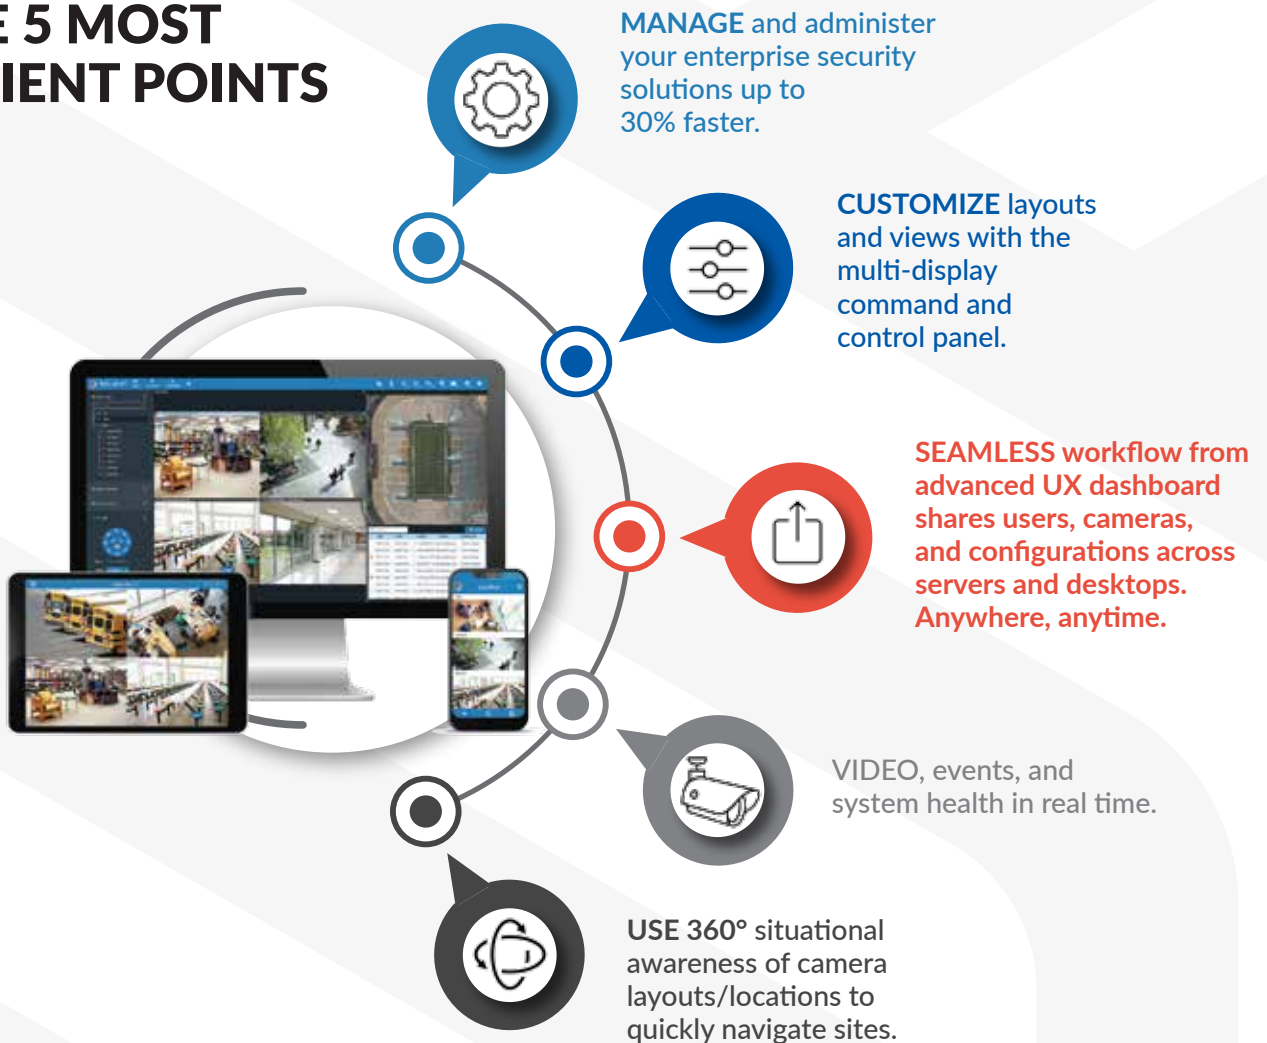 E 5 MOST
IENT POINTS
MANAGE and administer
your enterprise security
solutions up to
30% faster.
CUSTOMIZE layouts
and views with the
multi-display
command and
control panel.
SEAMLESS workflow from
advanced UX dashboard
shares users, cameras,
and configurations across
servers and desktops.
Anywhere, anytime.
VIDEO, events, and
system health in real time.
USE 360° situational
awareness of camera
layouts/locations to
quickly navigate sites.